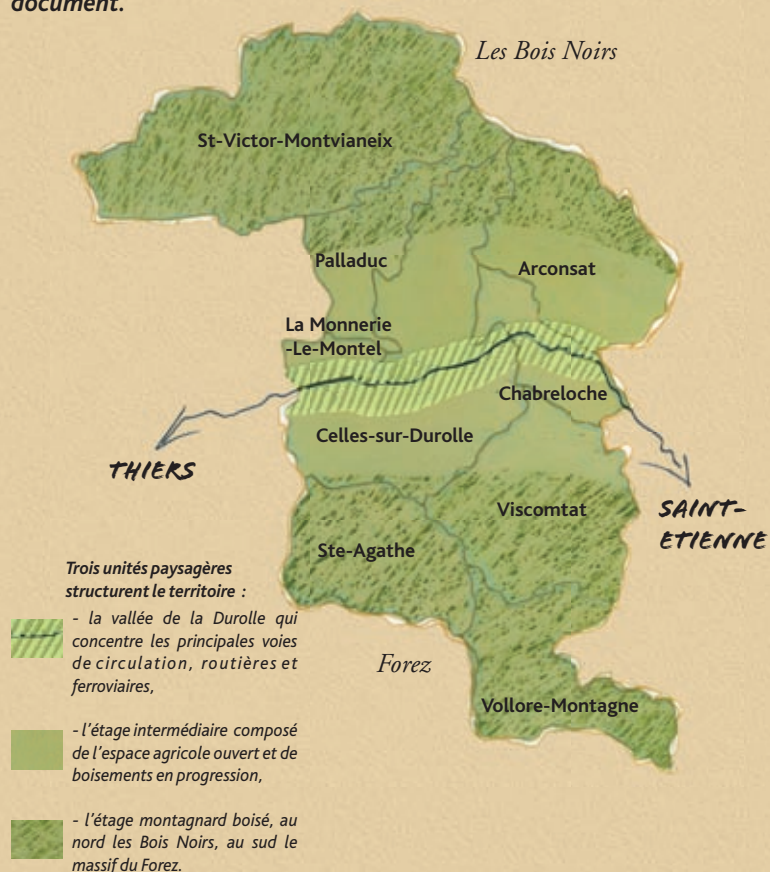 document.
Les Bois Noirs
St-Victor-Montvianeix
Palladuc
Arconsat
La Monnerie
-Le-Montel
Chabreloche
Celles-sur-Durolle
THIERS
Viscomtat
SAINT-
ETIENNE
Ste-Agathe
Trois unités paysagères
structurent le territoire :
- la vallée de la Durolle qui
concentre les principales voies
de circulation, routières et
ferroviaires,
Forez
Vollore-Montagne
- l'étage intermédiaire composé
de l'espace agricole ouvert et de
boisements en progression,
- l'étage montagnard boisé, au
nord les Bois Noirs, au sud le
massif du Forez.